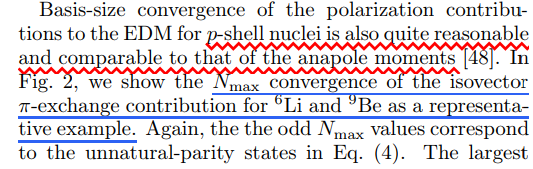 Basis-size convergence of the polarization contribu-
tions to the EDM for p-shell nuclei is also quite reasonable
and comparable to that of the anapole moments [48]. In
Fig. 2, we show the Nmax convergence of the isovector
π-exchange contribution for ⁶Li and ⁹Be as a representa-
tive example. Again, the the odd Nmax values correspond
to the unnatural-parity states in Eq. (4). The largest